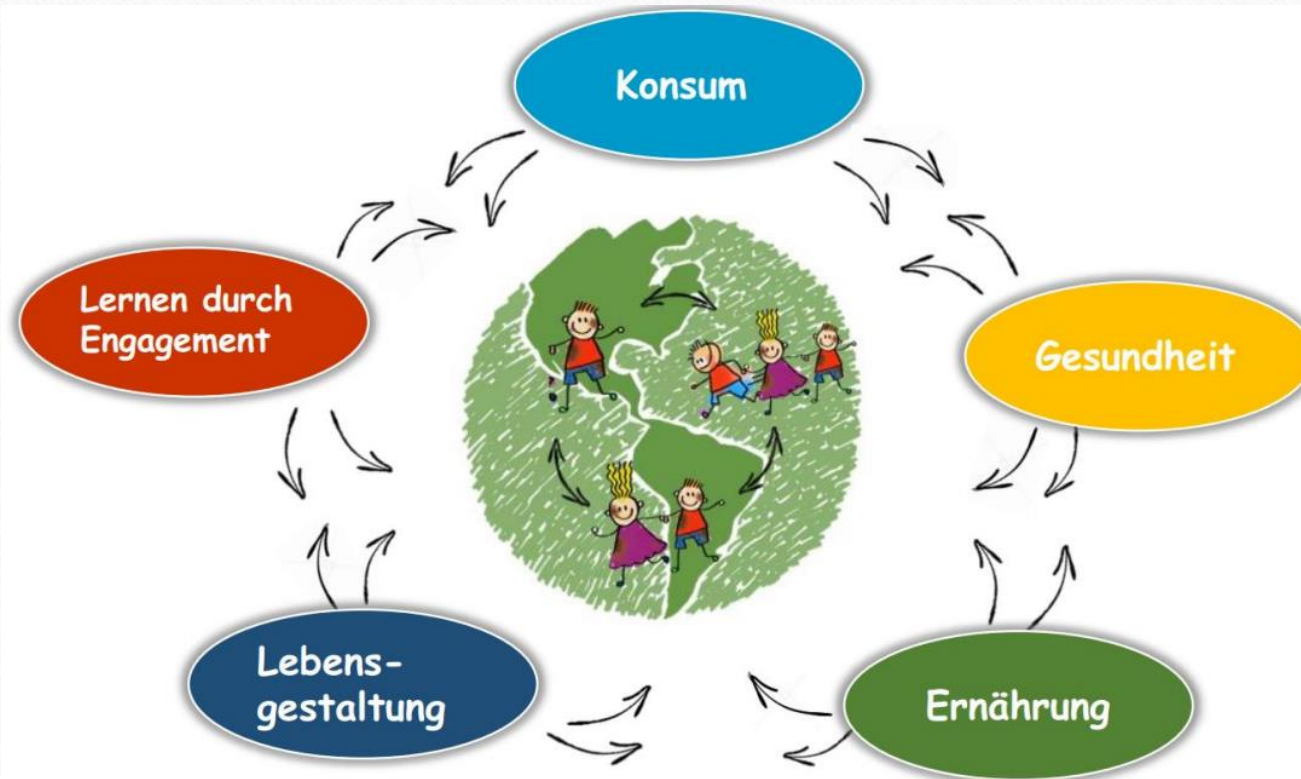 Konsum
Lernen durch
Engagement
Gesundheit
Lebens-
gestaltung
Ernährung